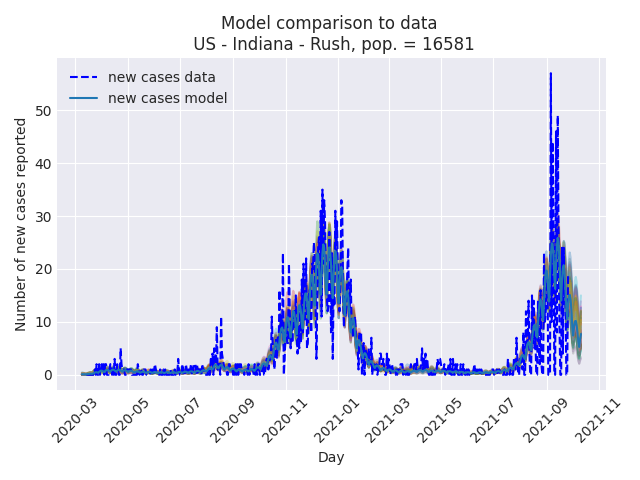 Model comparison to data
US - Indiana - Rush, pop. = 16581
new cases data
new cases model
Number of new cases reported
50
40
30
20
10
0
2020-03
2020-05
2020-07
2020-09
2020-11
2021-01
2021-03
2021-05
2021-07
2021-09
2021-11
Day